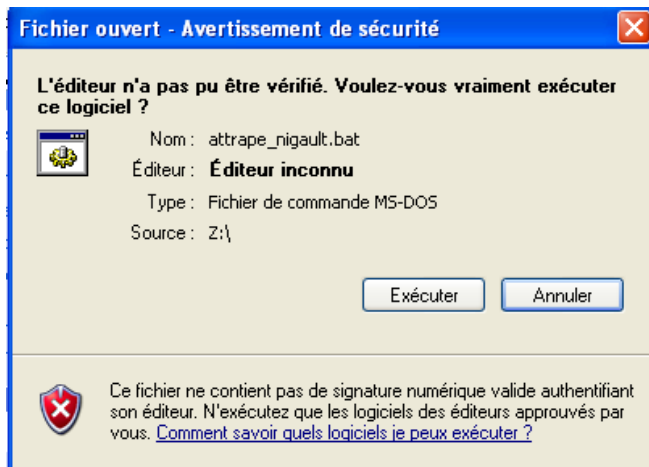 Fichier ouvert - Avertissement de sécurité
L'éditeur n'a pas pu être vérifié. Voulez-vous vraiment exécuter
ce logiciel ?
Nom : attrape_nigault.bat
Éditeur : Éditeur inconnu
Type : Fichier de commande MS-DOS
Source : Z:\
Exécuter Annuler
Ce fichier ne contient pas de signature numérique valide authentifiant
son éditeur. N'exécutez que les logiciels des éditeurs approuvés par
vous. Comment savoir quels logiciels je peux exécuter ?